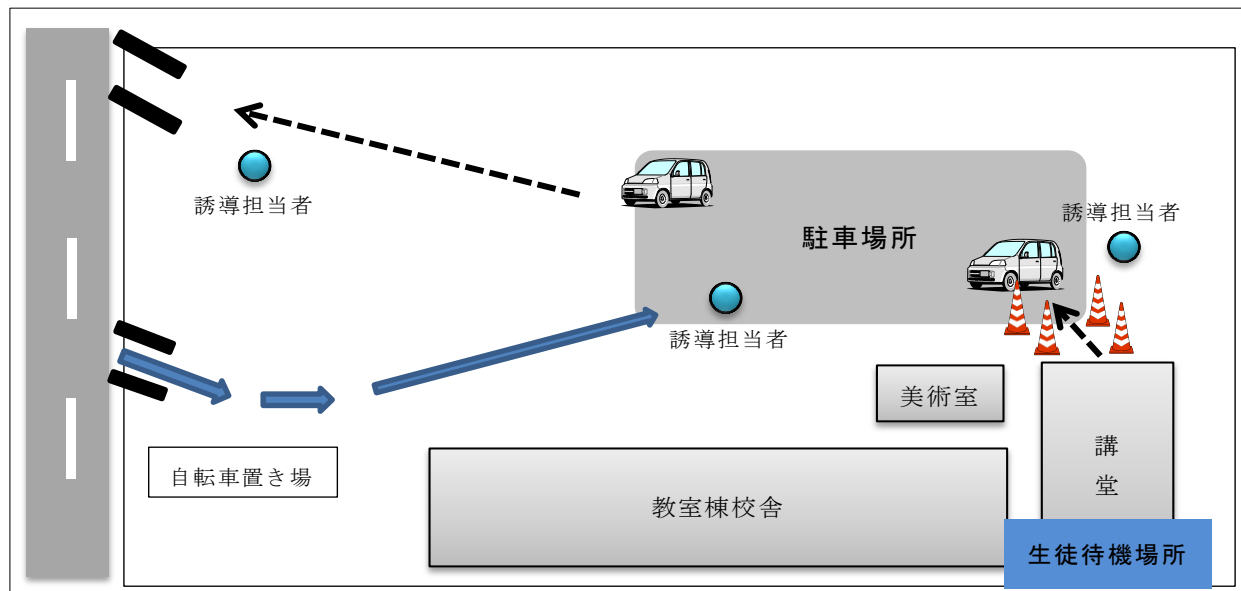 誘導担当者
誘導担当者
駐車場所
誘導担当者
美術室
講
堂
自転車置き場
教室棟校舎
生徒待機場所